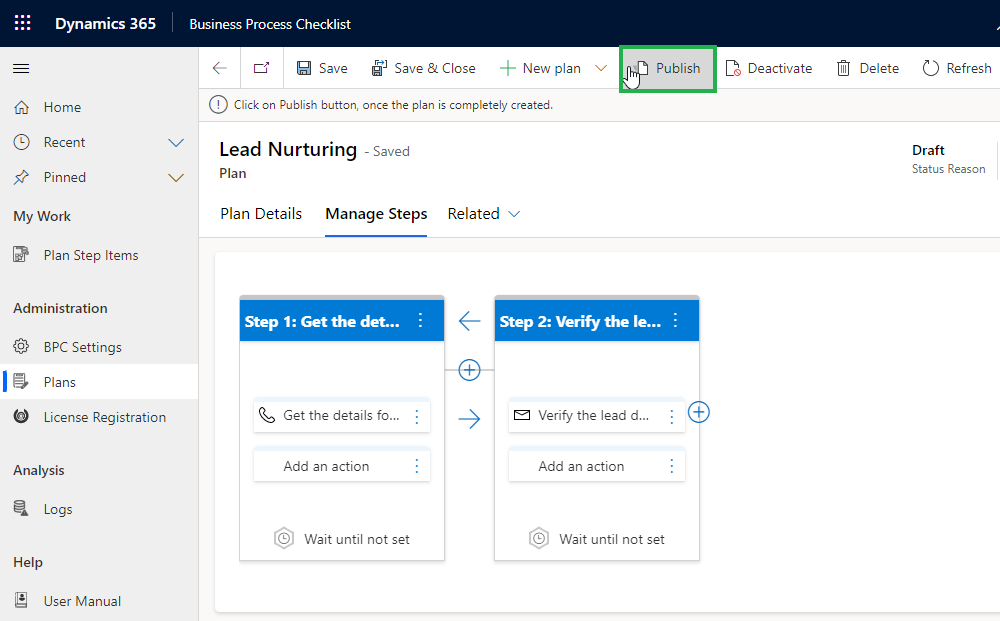 Dynamics 365
Business Process Checklist
Save
Save & Close
New plan
Publish
Deactivate
Delete
Refresh
Click on Publish button, once the plan is completely created.
Home
Recent
Pinned
My Work
Plan Step Items
Administration
BPC Settings
Plans
License Registration
Analysis
Logs
Help
User Manual
Lead Nurturing - Saved
Plan
Draft
Status Reason
Plan Details
Manage Steps
Related
Step 1: Get the det...
Get the details fo...
Add an action
Wait until not set
Step 2: Verify the le...
Verify the lead d...
Add an action
Wait until not set